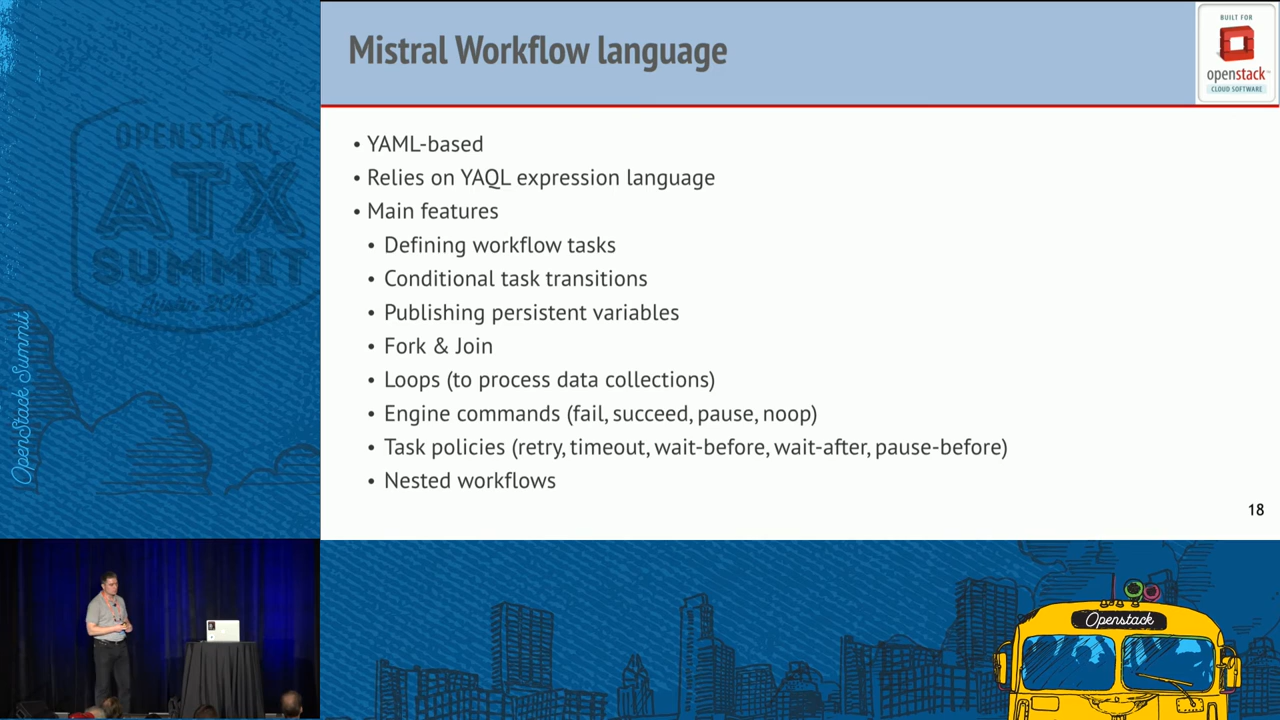 Mistral Workflow language
BUILT FOR
openstack
CLOUD SOFTWARE
• YAML-based
• Relies on YAQL expression language
• Main features
• Defining workflow tasks
• Conditional task transitions
• Publishing persistent variables
• Fork & Join
• Loops (to process data collections)
• Engine commands (fail, succeed, pause, noop)
• Task policies (retry, timeout, wait-before, wait-after, pause-before)
• Nested workflows
18
OPENSTACK
ATX
SUMMIT
Austin 2016
OpenStack Summit
Openstack